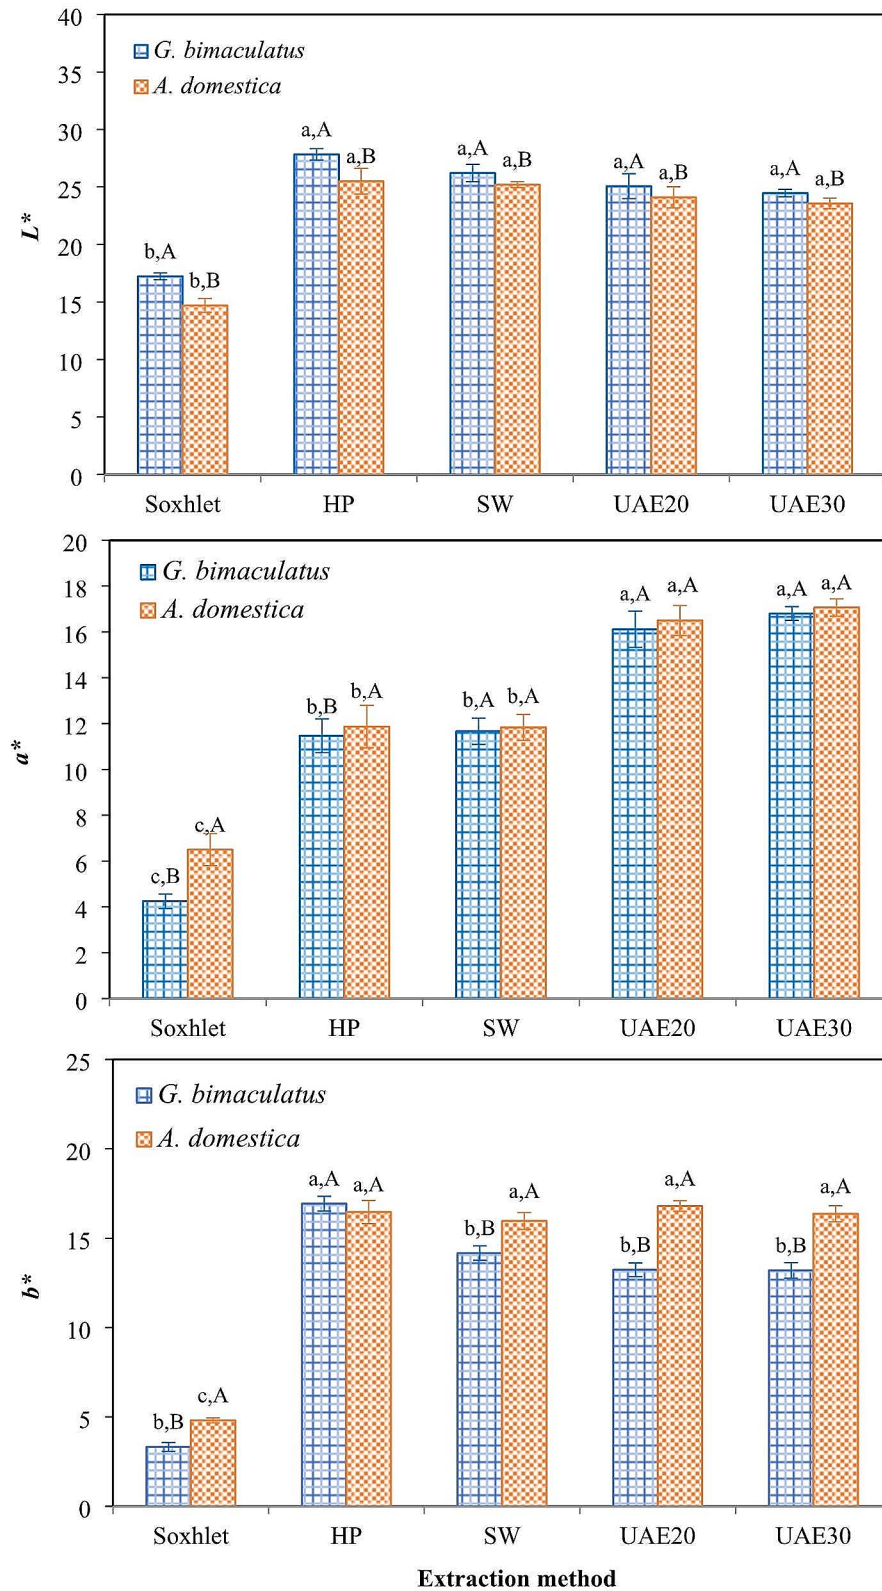 40
G. bimaculatus
35
A. domestica
30
a,A
a,B
a,A
a,B
a,A
a,B
a,A
a,B
25
L*
20
b,A
b,B
15
10
5
0
Soxhlet HP SW UAE20 UAE30
20
G. bimaculatus
18
A. domestica
a,A
a,A
a,A
a,A
16
14
b,B
b,A
b,A
b,A
12
a*
10
8
c,A
6
c,B
4
2
0
Soxhlet HP SW UAE20 UAE30
25
G. bimaculatus
A. domestica
20
a,A
a,A
a,A
a,A
a,A
b,B
b,B
b,B
15
b*
10
5
b,B
c,A
0
Soxhlet HP SW UAE20 UAE30
Extraction method